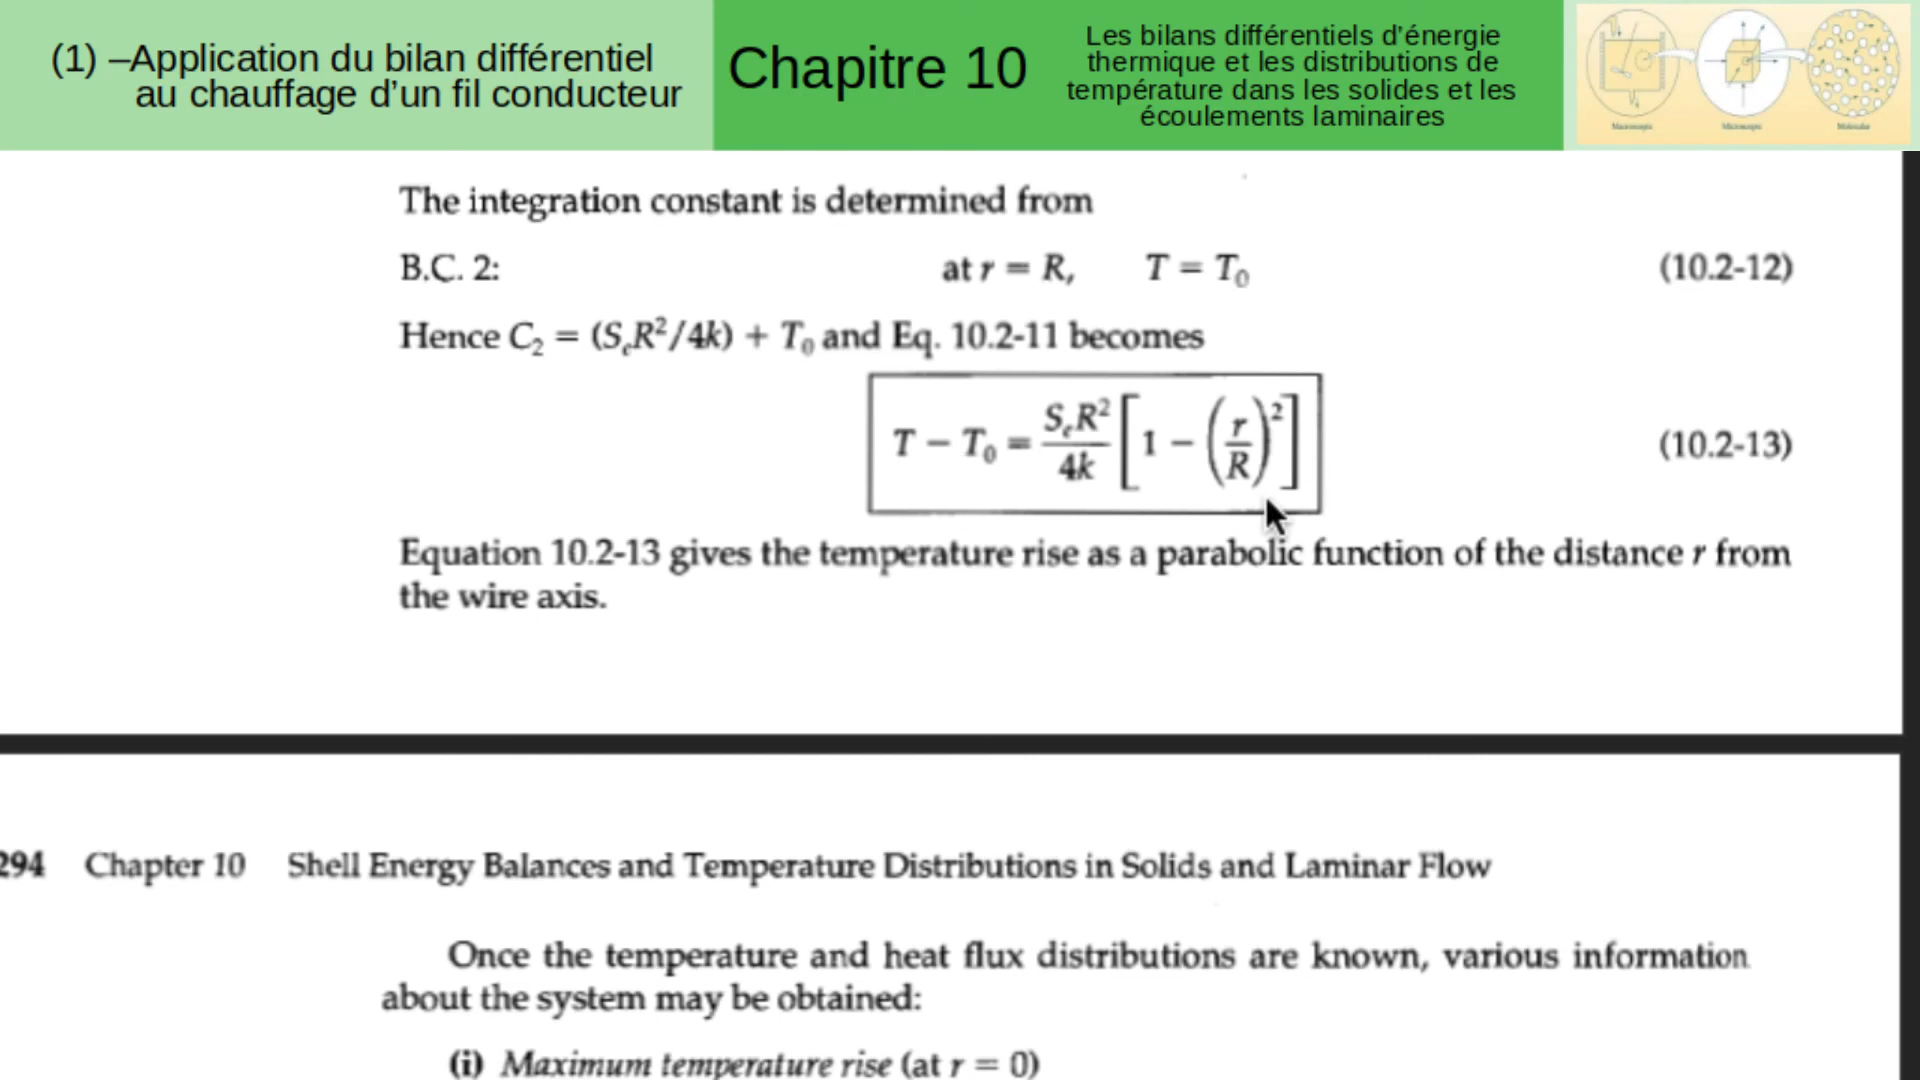 (1) –Application du bilan différentiel
au chauffage d'un fil conducteur
Chapitre 10
Les bilans différentiels d'énergie
thermique et les distributions de
température dans les solides et les
écoulements laminaires
Macroscopic
Microscopic
Molecular
The integration constant is determined from
B.C. 2: at r = R, T = T₀ (10.2-12)
Hence C₂ = (SₑR²/4k) + T₀ and Eq. 10.2-11 becomes
T − T₀ = SₑR²/4k [1 − (r/R)²] (10.2-13)
Equation 10.2-13 gives the temperature rise as a parabolic function of the distance r from
the wire axis.
294 Chapter 10 Shell Energy Balances and Temperature Distributions in Solids and Laminar Flow
Once the temperature and heat flux distributions are known, various information
about the system may be obtained:
(i) Maximum temperature rise (at r = 0)